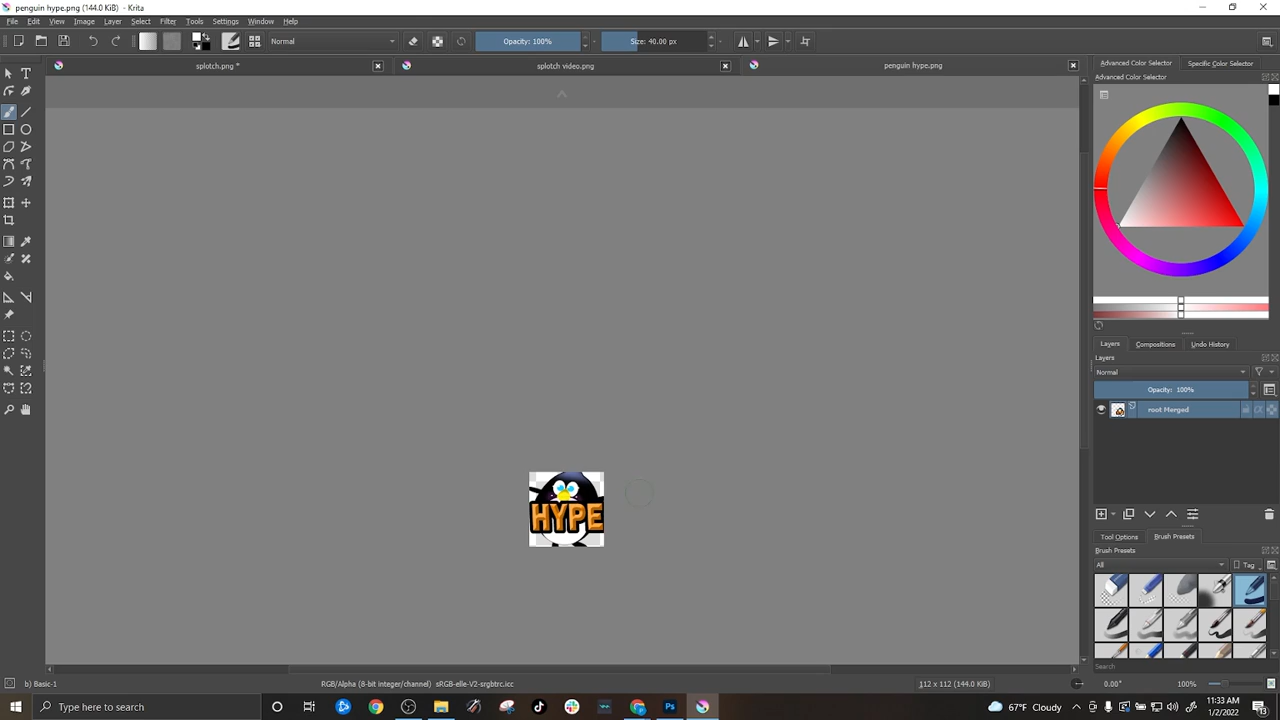 penguin hype.png (144.0 KiB) - Krita
File Edit View Image Layer Select Filter Tools Settings Window Help
Normal Opacity: 100% Size: 40.00 px
splotch.png * splotch video.png penguin hype.png
Advanced Color Selector Specific Color Selector
Advanced Color Selector
Layers Compositions Undo History
Layers
Normal
Opacity: 100%
root Merged
HYPE
Tool Options Brush Presets
Brush Presets
All Tag
Search
b) Basic-1 RGB/Alpha (8-bit integer/channel) sRGB-elle-V2-srgbtrc.icc 112 x 112 (144.0 KiB) 0.00° 100%
Type here to search 67°F Cloudy 11:33 AM
1/2/2022